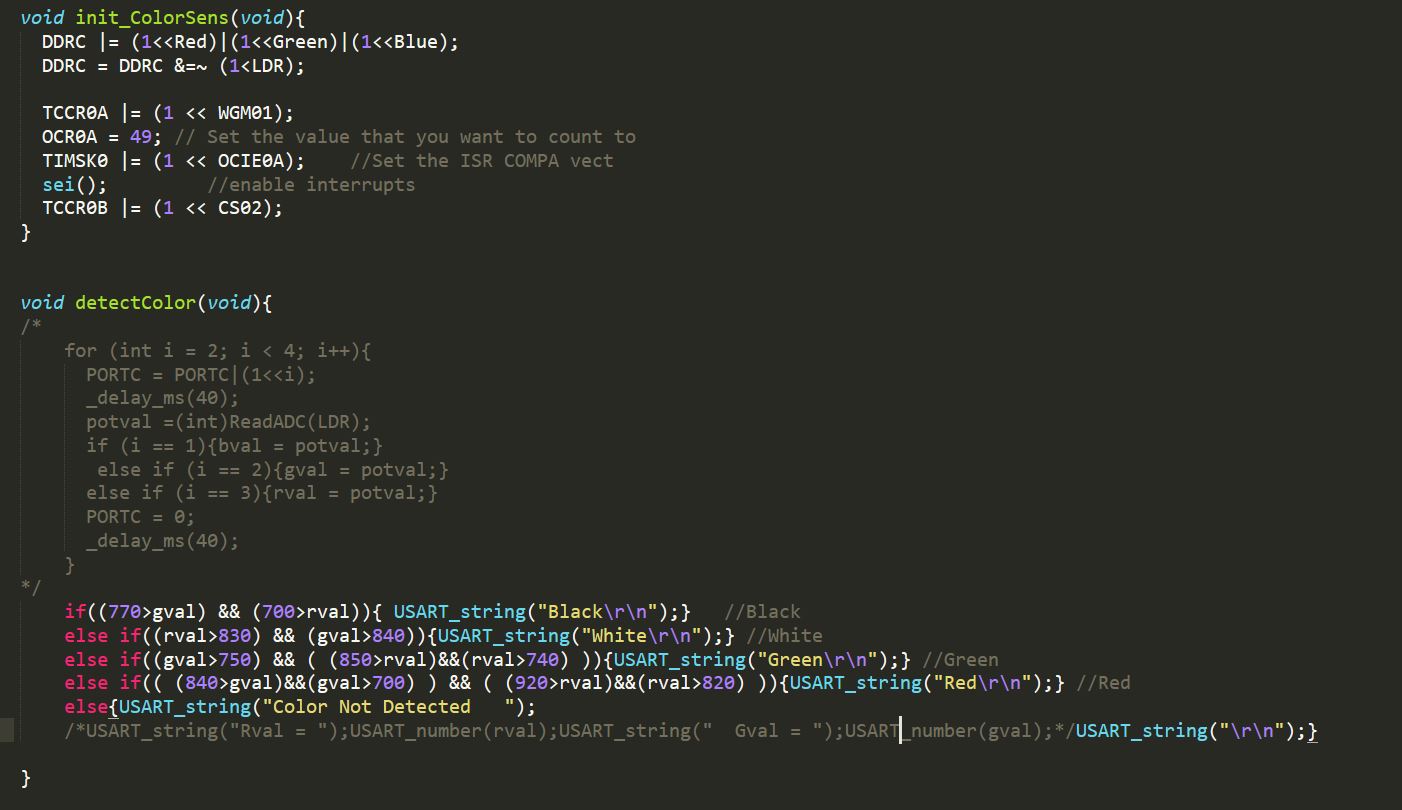 void init_ColorSens(void){
  DDRC |= (1<<Red)|(1<<Green)|(1<<Blue);
  DDRC = DDRC &=~ (1<LDR);

  TCCR0A |= (1 << WGM01);
  OCR0A = 49; // Set the value that you want to count to
  TIMSK0 |= (1 << OCIE0A);    //Set the ISR COMPA vect
  sei();         //enable interrupts
  TCCR0B |= (1 << CS02);
}


void detectColor(void){
/*
    for (int i = 2; i < 4; i++){
      PORTC = PORTC|(1<<i);
      _delay_ms(40);
      potval =(int)ReadADC(LDR);
      if (i == 1){bval = potval;}
       else if (i == 2){gval = potval;}
      else if (i == 3){rval = potval;}
      PORTC = 0;
      _delay_ms(40);
    }
*/
    if((770>gval) && (700>rval)){ USART_string("Black\r\n");}   //Black
    else if((rval>830) && (gval>840)){USART_string("White\r\n");} //White
    else if((gval>750) && ( (850>rval)&&(rval>740) )){USART_string("Green\r\n");} //Green
    else if(( (840>gval)&&(gval>700) ) && ( (920>rval)&&(rval>820) )){USART_string("Red\r\n");} //Red
    else{USART_string("Color Not Detected   ");
    /*USART_string("Rval = ");USART_number(rval);USART_string("  Gval = ");USART_number(gval);*/USART_string("\r\n");}

}